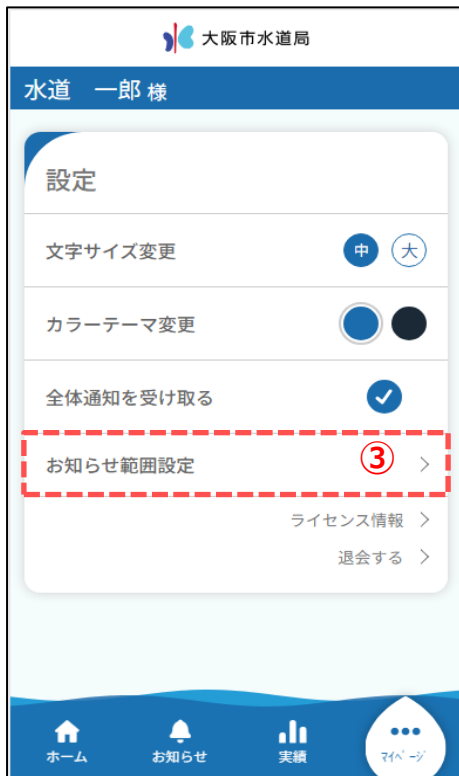 大阪市水道局
水道　一郎 様
設定
文字サイズ変更 中 大
カラーテーマ変更
全体通知を受け取る
お知らせ範囲設定 ③
ライセンス情報
退会する
ホーム お知らせ 実績 ﾏｲﾍﾟｰｼﾞ